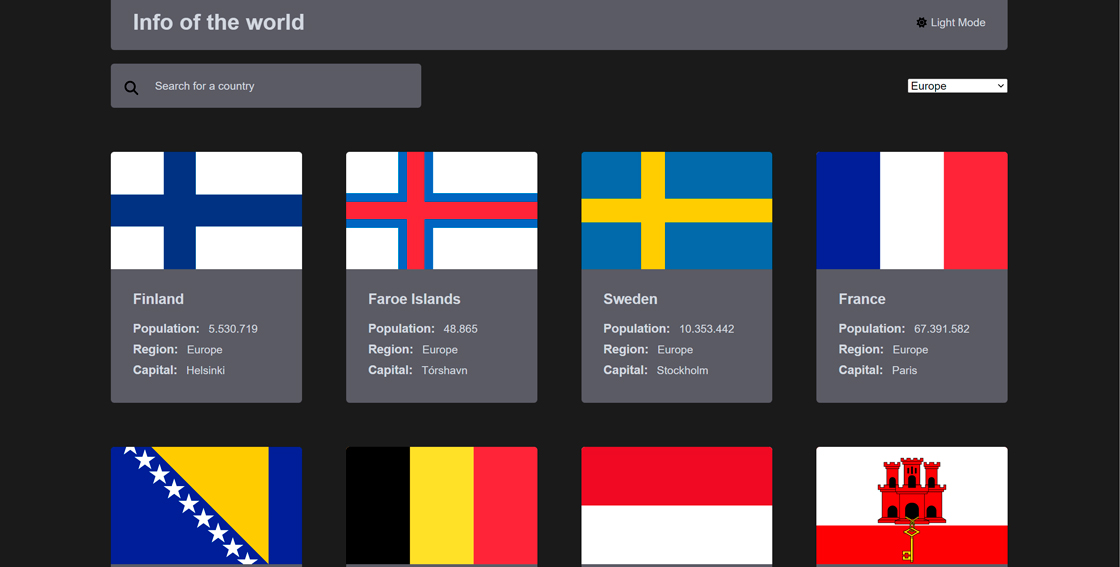 Info of the world
Light Mode
Search for a country
Europe
Finland
Population: 5.530.719
Region: Europe
Capital: Helsinki
Faroe Islands
Population: 48.865
Region: Europe
Capital: Tórshavn
Sweden
Population: 10.353.442
Region: Europe
Capital: Stockholm
France
Population: 67.391.582
Region: Europe
Capital: Paris